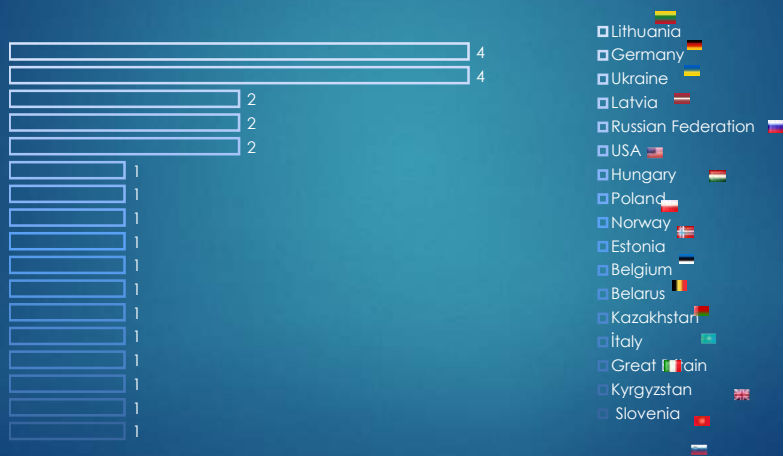 4
4
2
2
2
1
1
1
1
1
1
1
1
1
1
1
1
Lithuania
Germany
Ukraine
Latvia
Russian Federation
USA
Hungary
Poland
Norway
Estonia
Belgium
Belarus
Kazakhstan
İtaly
Great Britain
Kyrgyzstan
Slovenia